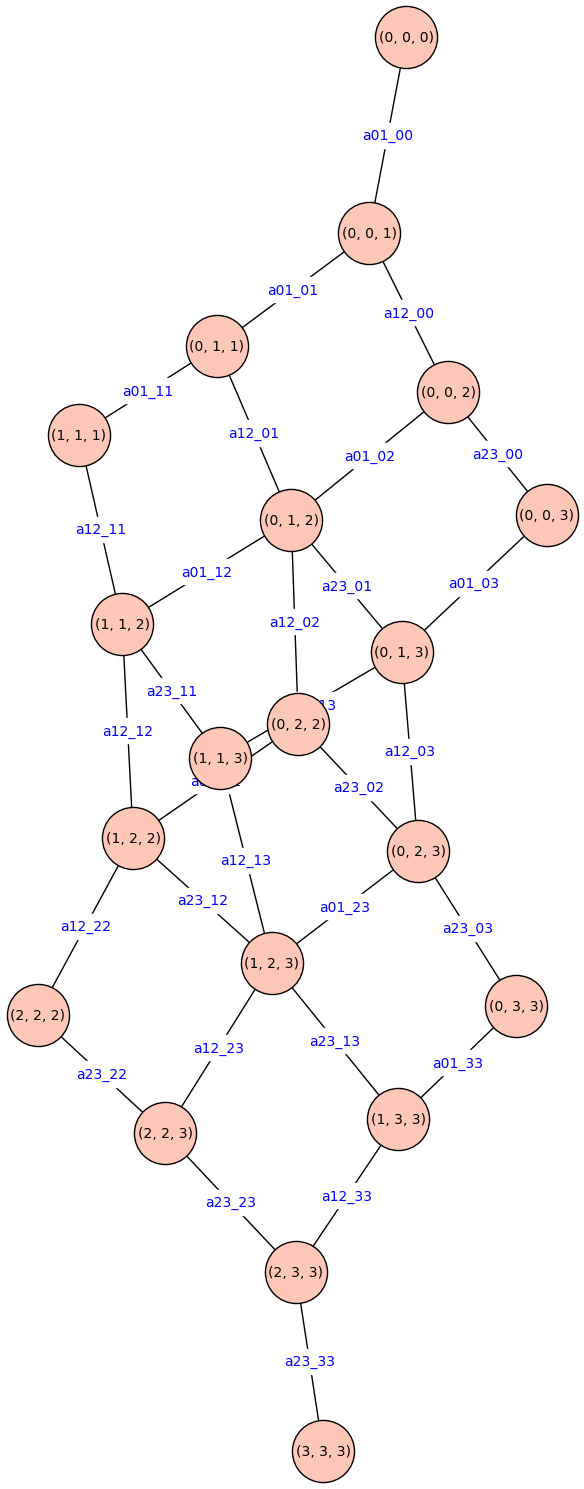 (0, 0, 0)
a01_00
(0, 0, 1)
a01_01
a12_00
(0, 1, 1)
a01_11
(0, 0, 2)
(1, 1, 1)
a12_01
a01_02
a23_00
(0, 1, 2)
(0, 0, 3)
a12_11
a01_12
a23_01
a01_03
(1, 1, 2)
a12_02
(0, 1, 3)
a23_11
13
a12_12
(0, 2, 2)
a12_03
(1, 1, 3)
a23_02
(1, 2, 2)
(0, 2, 3)
a12_13
a23_12
a01_23
a12_22
a23_03
(1, 2, 3)
(2, 2, 2)
(0, 3, 3)
a12_23
a23_13
a23_22
a01_33
(2, 2, 3)
(1, 3, 3)
a23_23
a12_33
(2, 3, 3)
a23_33
(3, 3, 3)